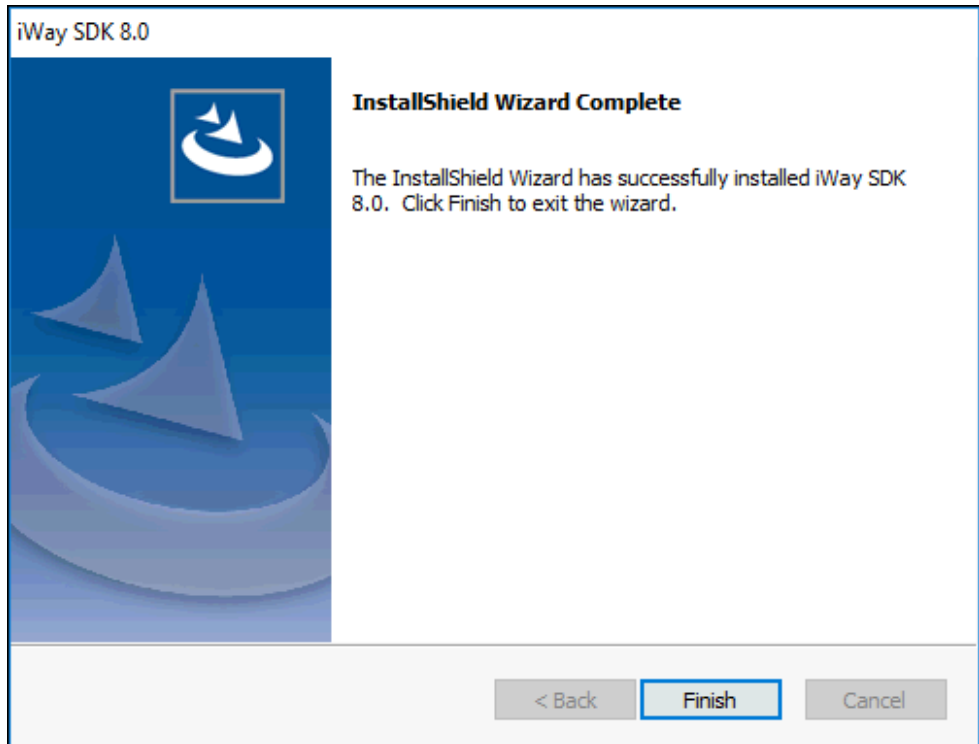 iWay SDK 8.0
InstallShield Wizard Complete
The InstallShield Wizard has successfully installed iWay SDK
8.0.  Click Finish to exit the wizard.
< Back
Finish
Cancel